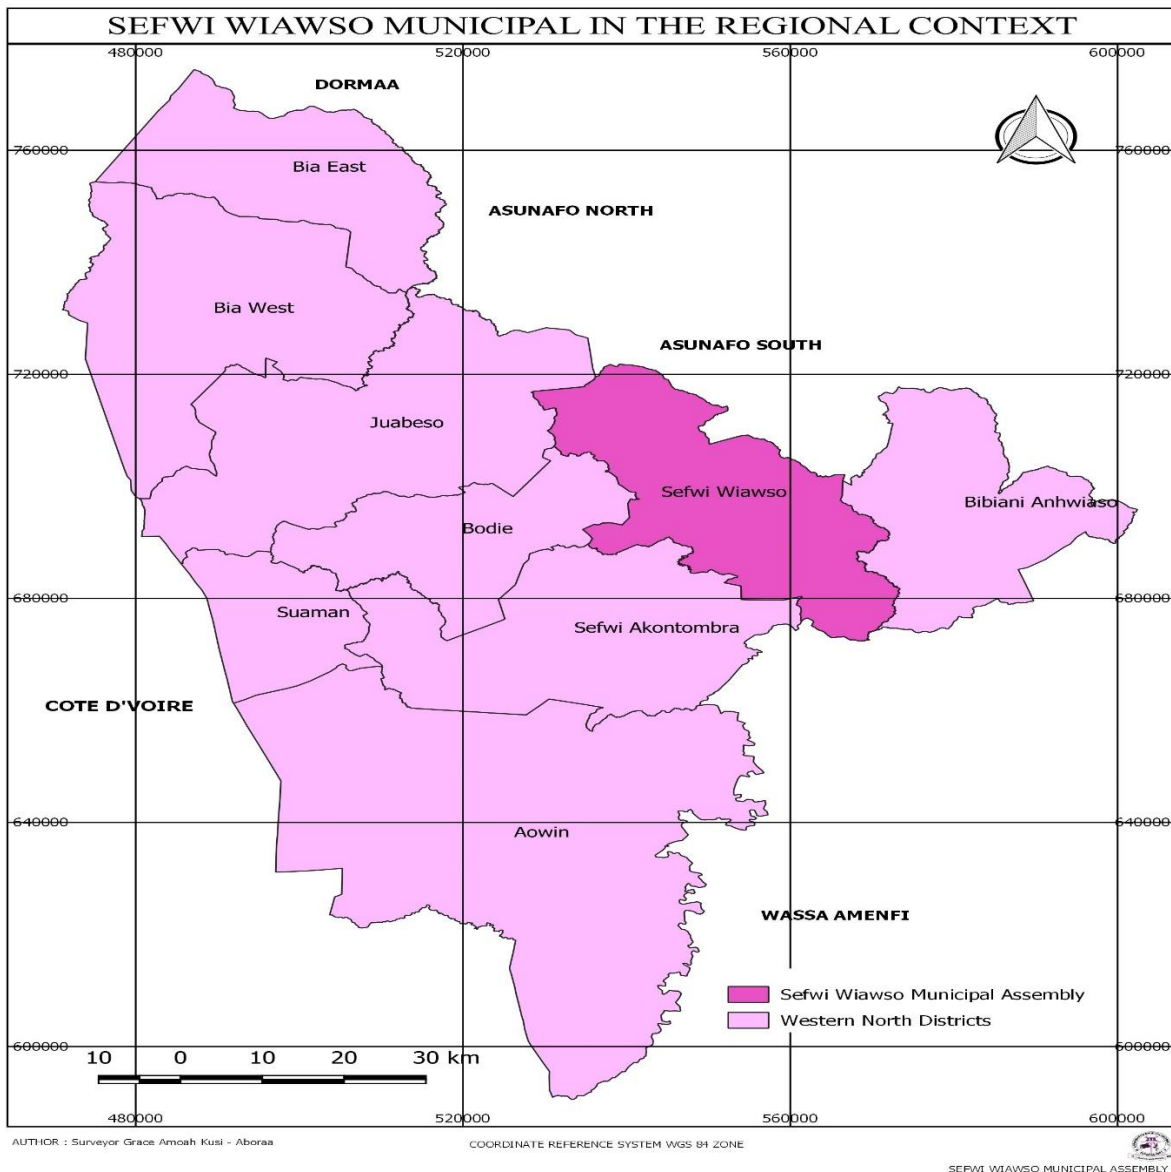 SEFWI WIAWSO MUNICIPAL IN THE REGIONAL CONTEXT
480000 520000 560000 600000
DORMAA
760000 760000
Bia East
ASUNAFO NORTH
Bia West
ASUNAFO SOUTH
720000 720000
Juabeso
Sefwi Wiawso
Bibiani Anhwiaso
Bodie
680000 680000
Suaman
Sefwi Akontombra
COTE D'VOIRE
640000 640000
Aowin
WASSA AMENFI
Sefwi Wiawso Municipal Assembly
Western North Districts
600000 600000
10 0 10 20 30 km
480000 520000 560000 600000
AUTHOR : Surveyor Grace Amoah Kusi - Aboraa
COORDINATE REFERENCE SYSTEM WGS 84 ZONE
SEFWI WIAWSO MUNICIPAL ASSEMBLY